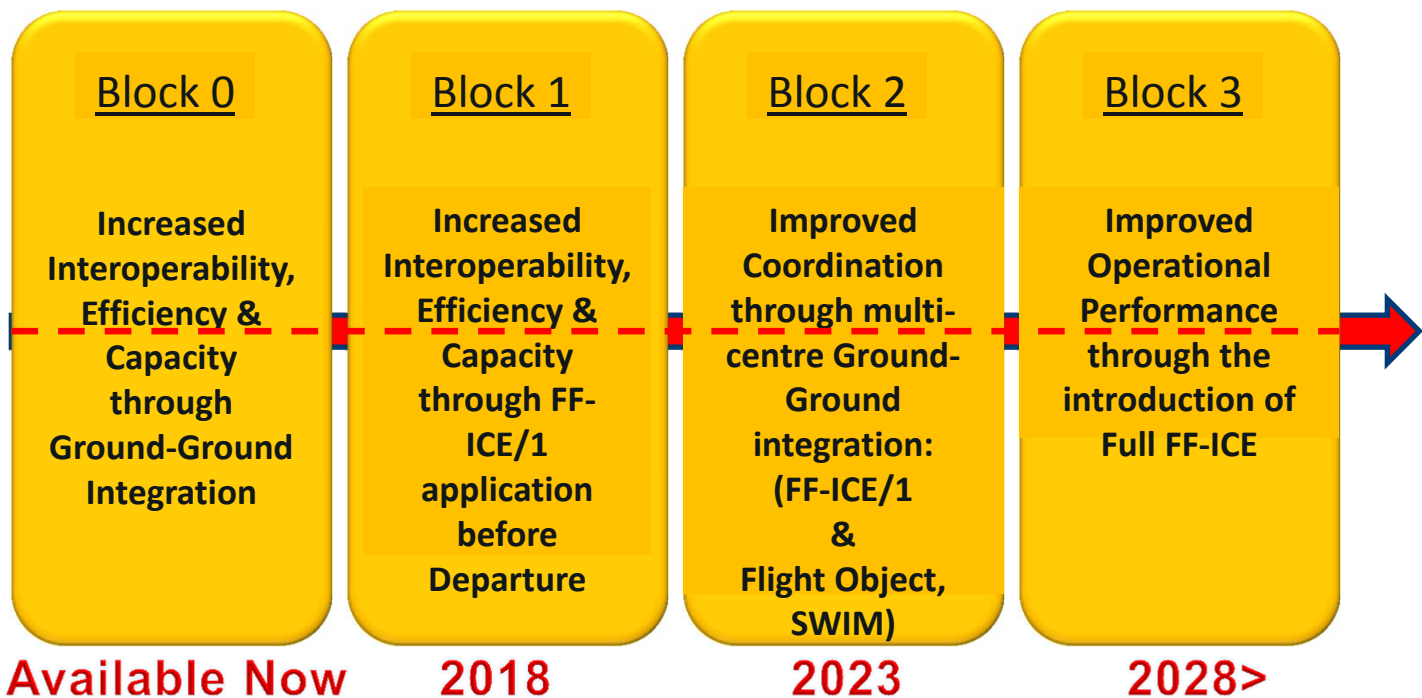 Block 0
Increased
Interoperability,
Efficiency &
Capacity
through
Ground-Ground
Integration
Available Now
Block 1
Increased
Interoperability,
Efficiency &
Capacity
through FF-
ICE/1
application
before
Departure
2018
Block 2
Improved
Coordination
through multi-
centre Ground-
Ground
integration:
(FF-ICE/1
&
Flight Object,
SWIM)
2023
Block 3
Improved
Operational
Performance
through the
introduction of
Full FF-ICE
2028>